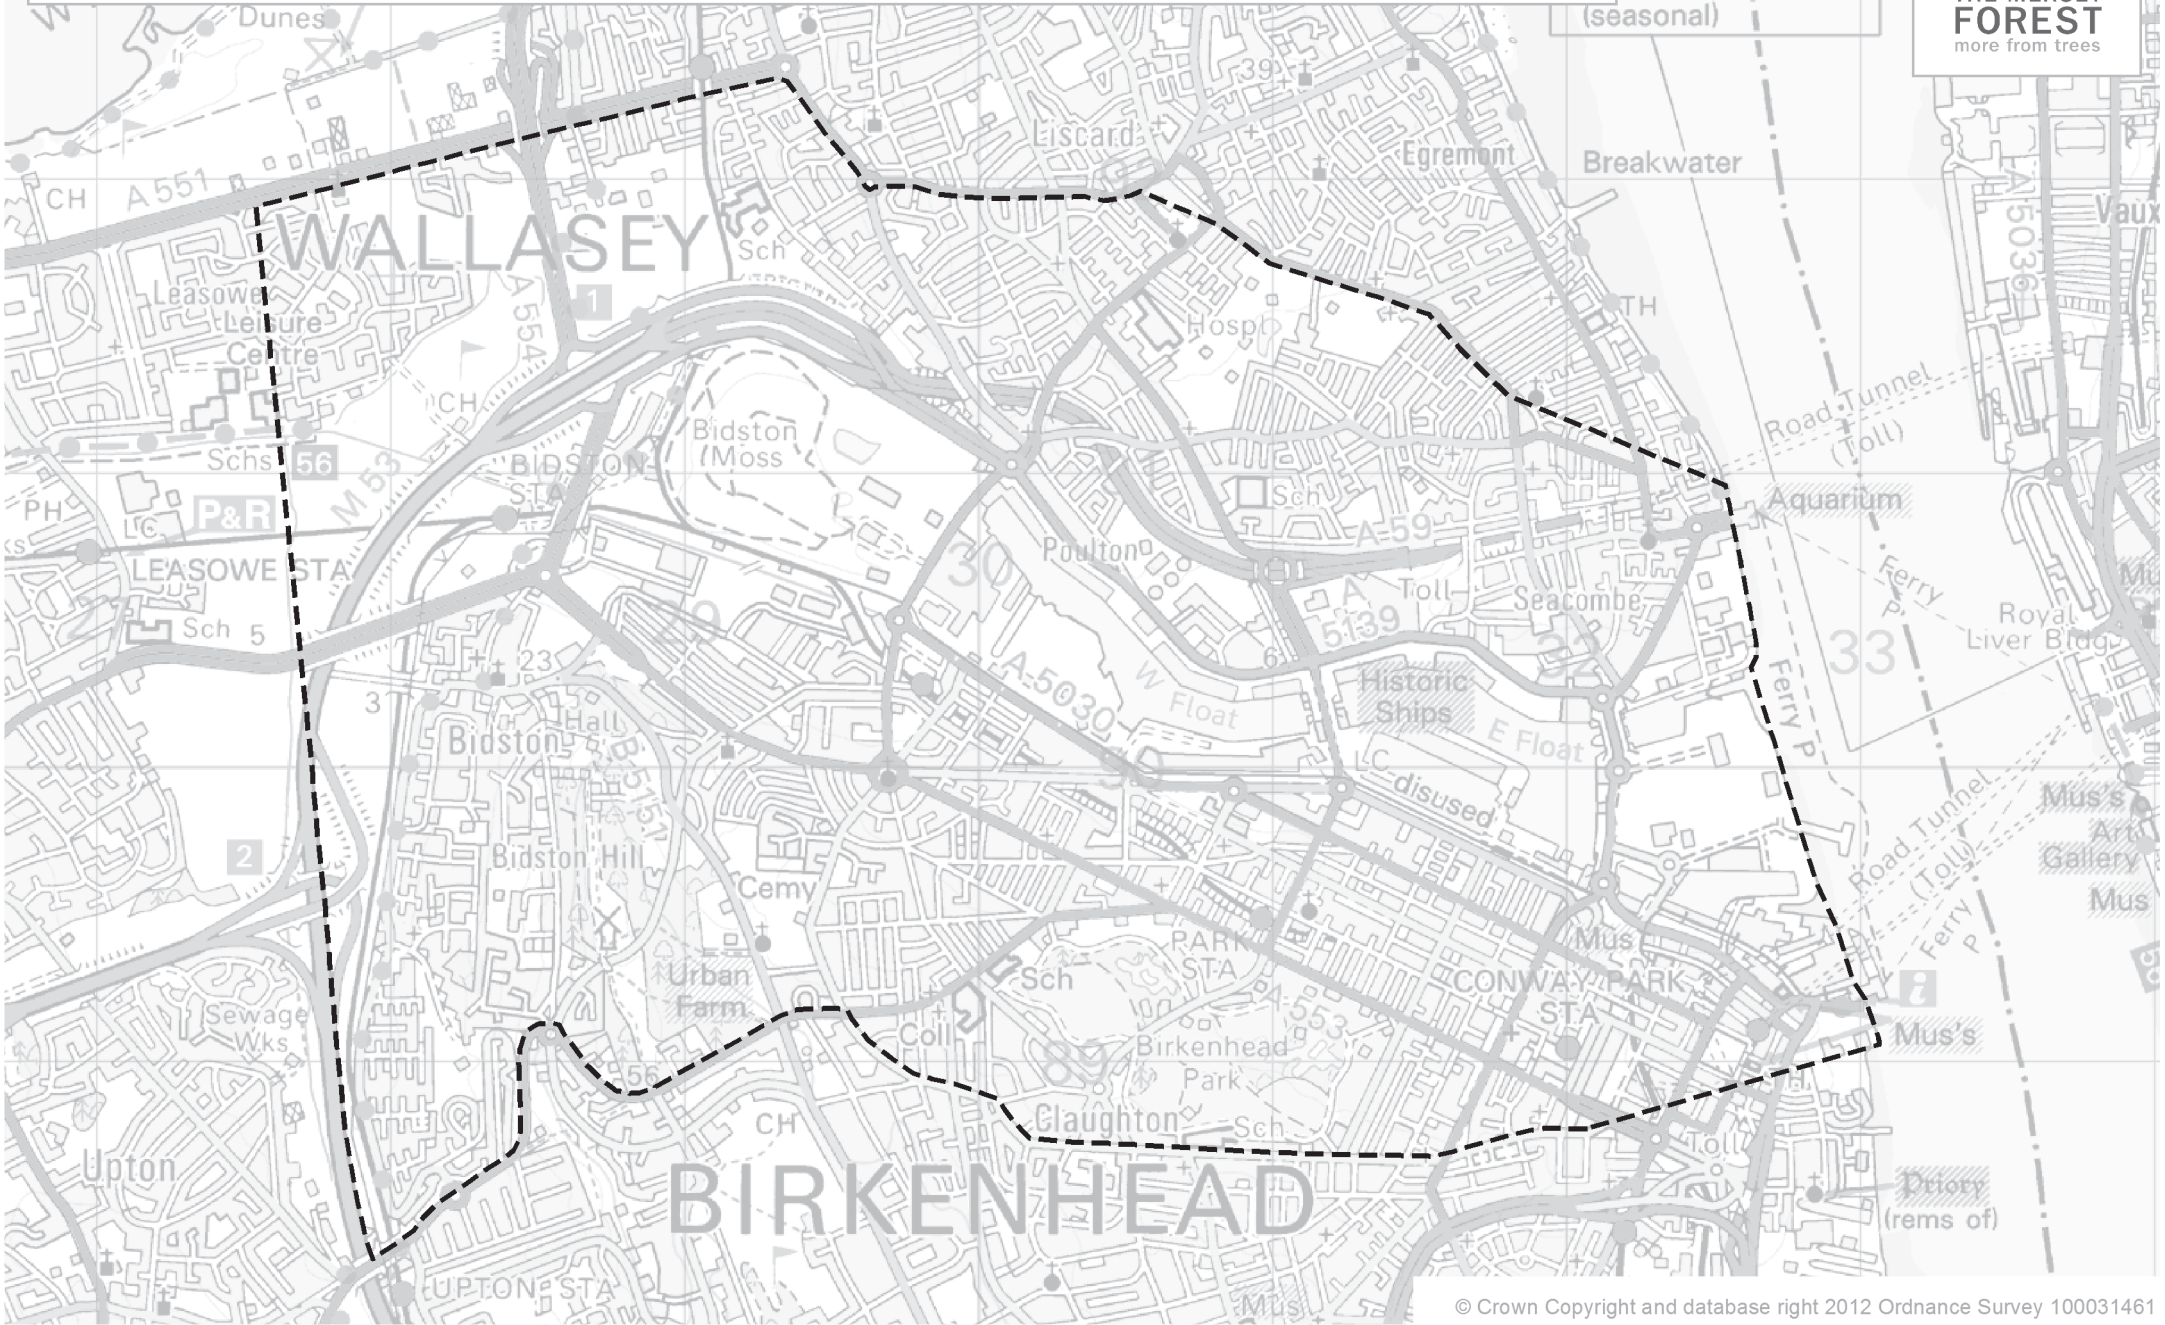 Dunes
(seasonal)
FOREST
more from trees
39
Liscard
Egremont
Breakwater
CH
A 551
WALLASEY
Sch
A 5036
Vaux
Leasowe
Leisure
Centre
A 554
1
TH
Hospl
CH
Bidston
Moss
Road Tunnel
(Toll)
Schs
56
M 53
BIDSTON
STA
P&R
PH
LC
Sch
Aquarium
A 59
30
Poulton
LEASOWE STA
A
5139
Toll
Seacombe
Ferry
P
Royal
Liver Bldg
Sch
5
29
23
6
32
33
3
Hall
Bidston
B5151
A 5030
W Float
Historic
Ships
E Float
Ferry P
LC
disused
Mus's
Art
Gallery
Mus
2
Bidston Hill
Cemy
Road Tunnel
(Toll)
Ferry
P
PARK
STA
Mus
Urban
Farm
Sch
CONWAY PARK
STA
i
Sewage
Wks
Coll
553
Mus's
56
89
Birkenhead
Park
CH
Claughton
Sch
Toll
Upton
BIRKENHEAD
Priory
(rems of)
UPTON STA
Mus
© Crown Copyright and database right 2012 Ordnance Survey 100031461